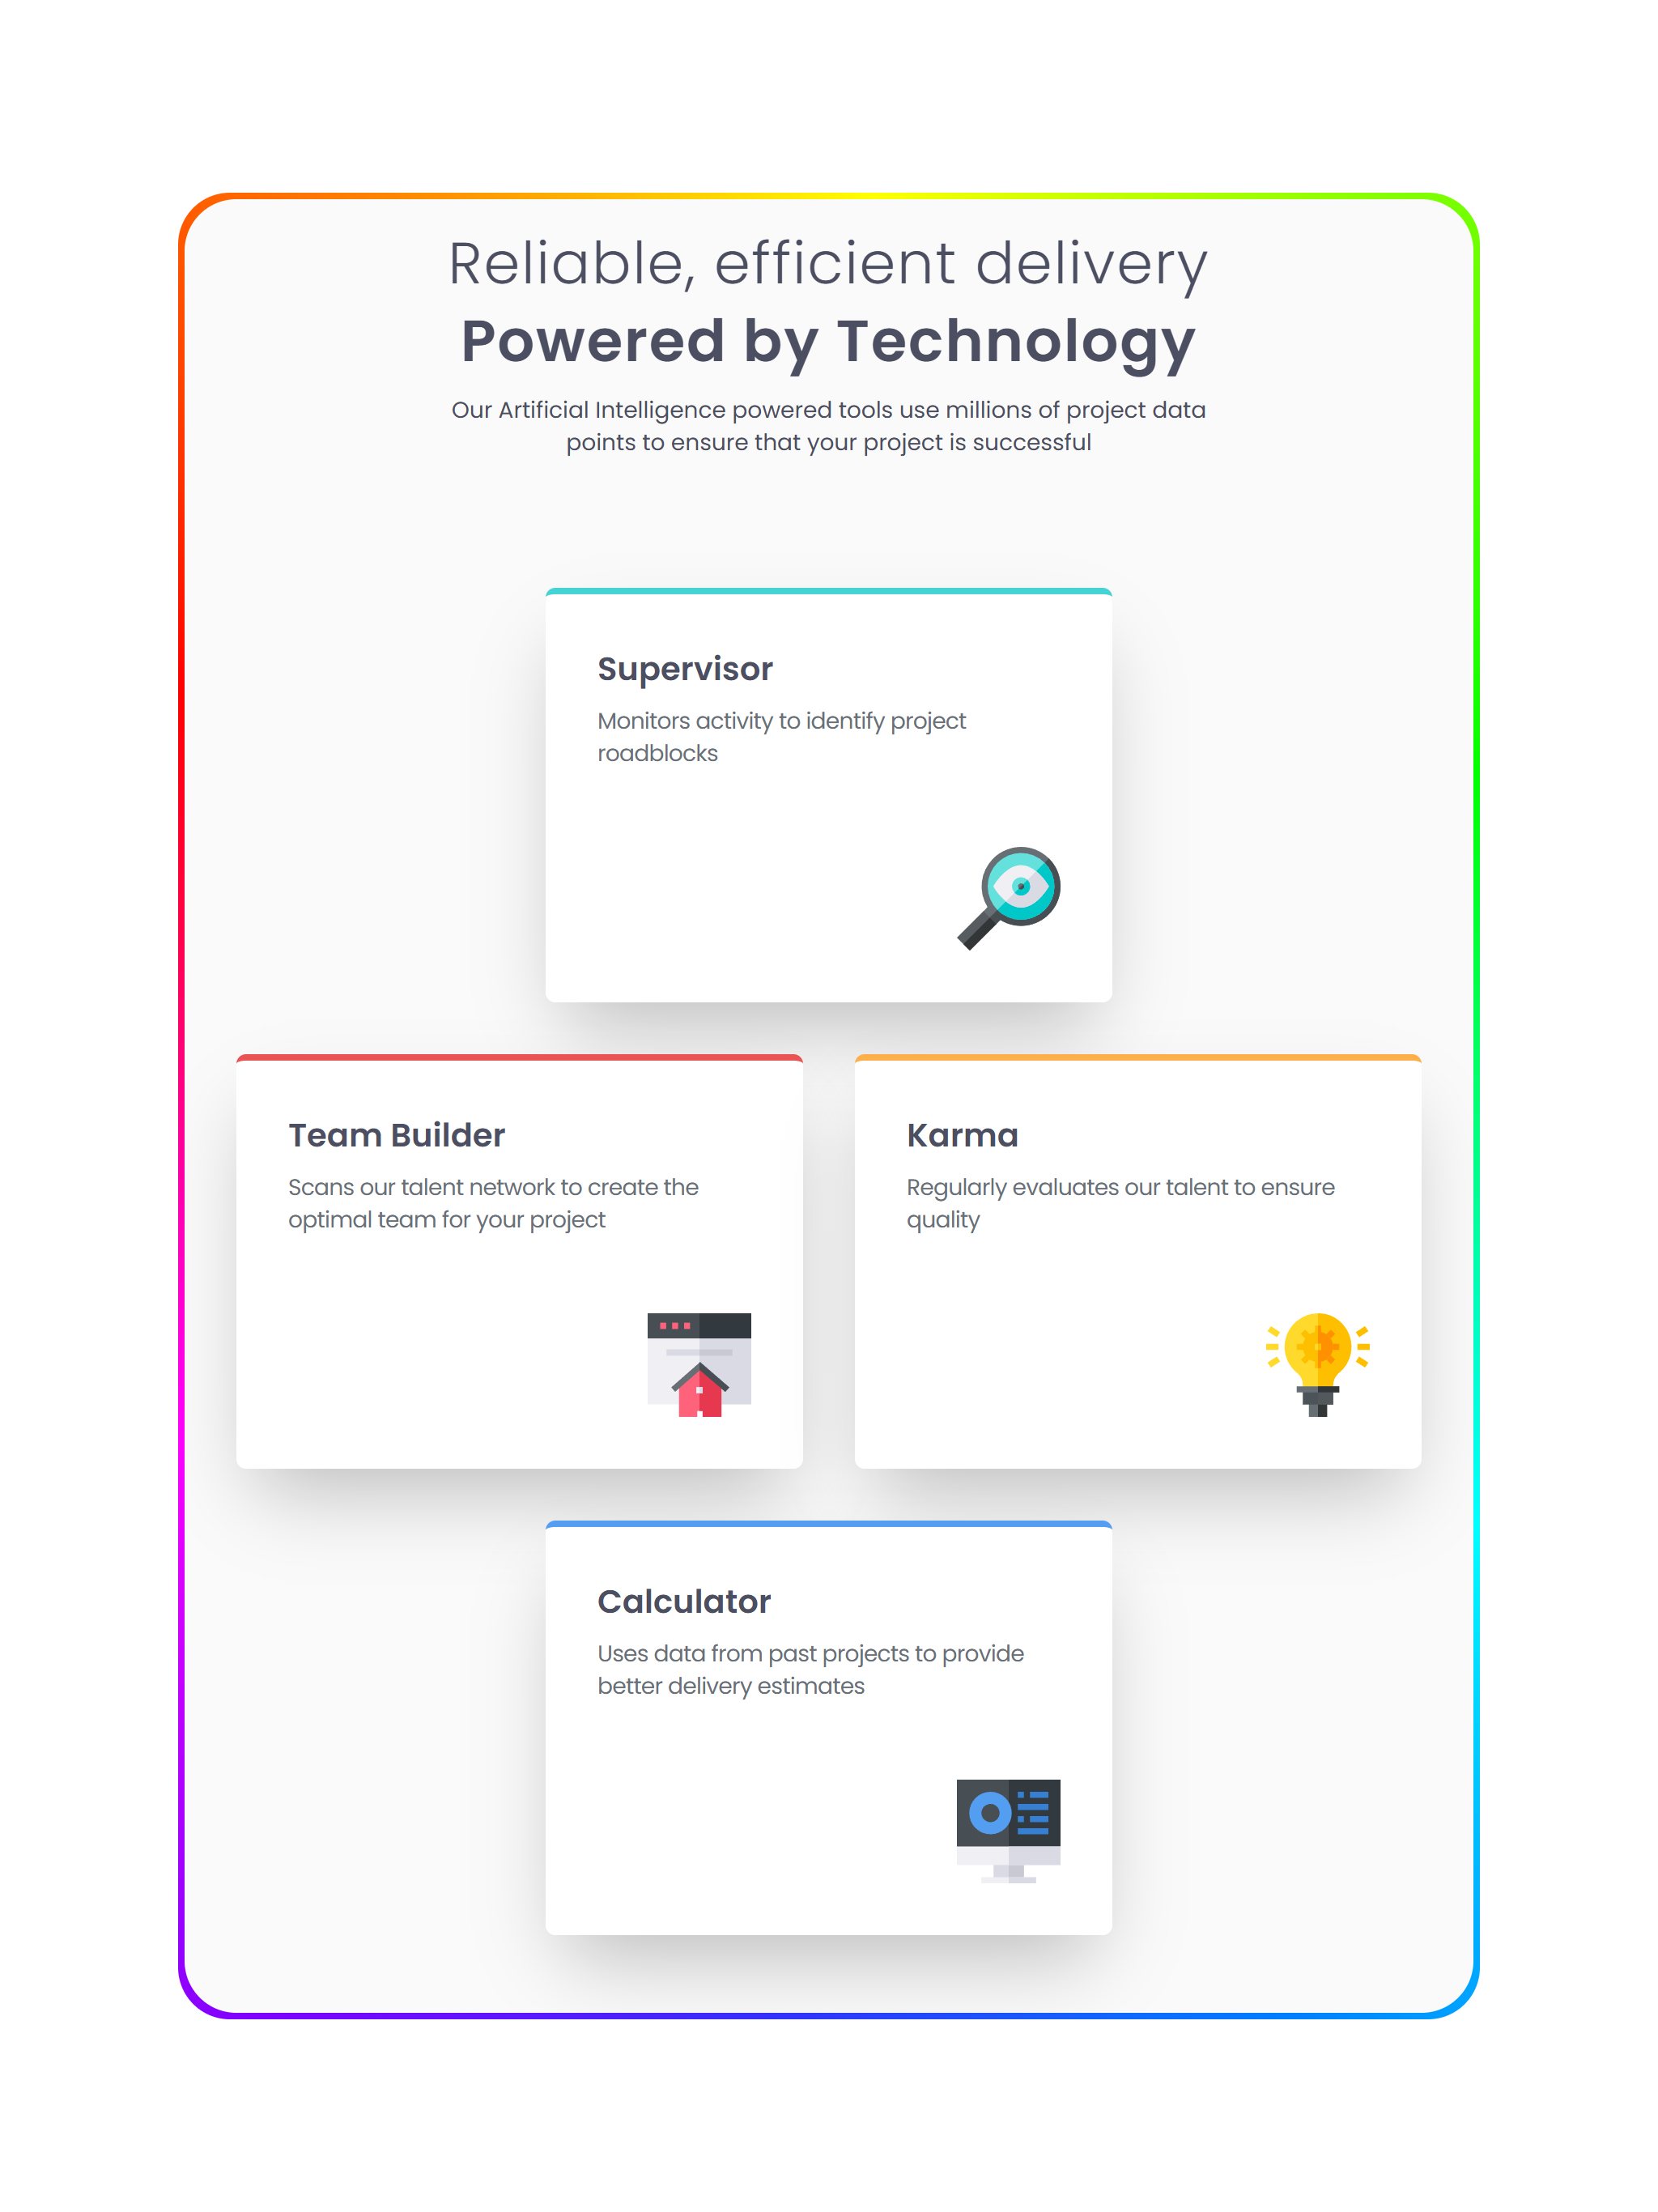 Reliable, efficient delivery
Powered by Technology
Our Artificial Intelligence powered tools use millions of project data
points to ensure that your project is successful
Supervisor
Monitors activity to identify project
roadblocks
Team Builder
Scans our talent network to create the
optimal team for your project
Karma
Regularly evaluates our talent to ensure
quality
Calculator
Uses data from past projects to provide
better delivery estimates